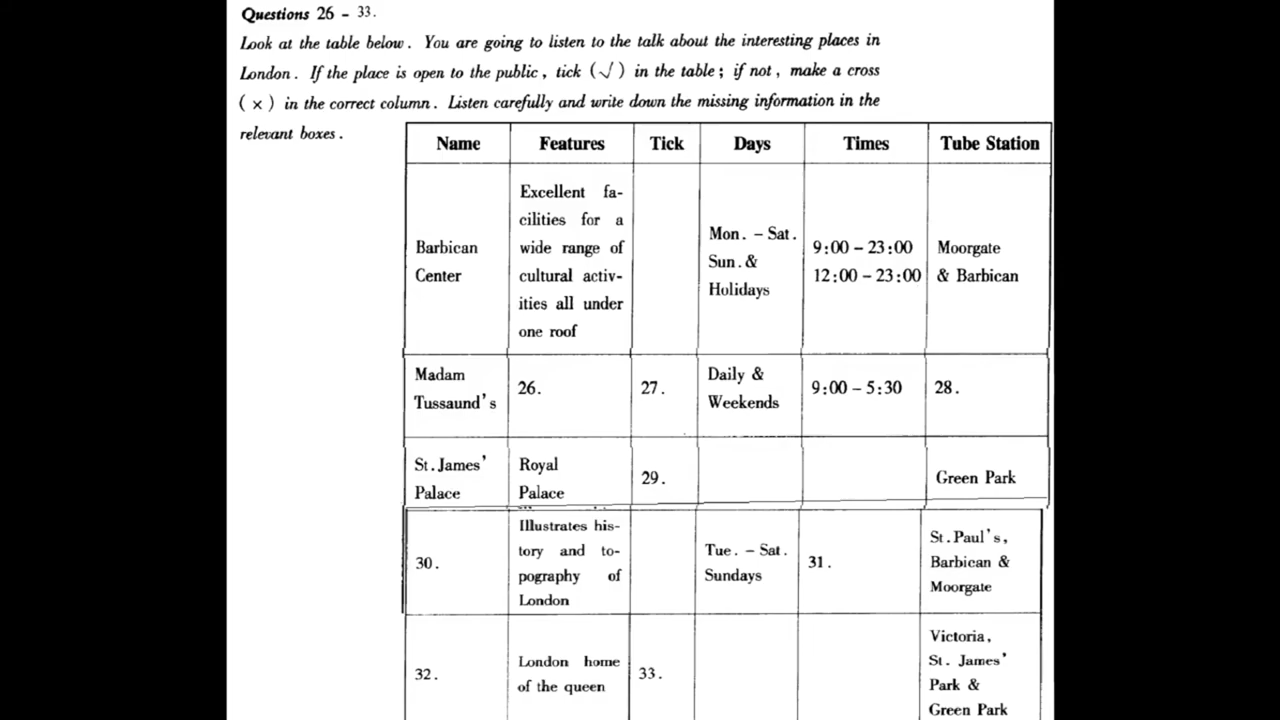 Questions 26 - 33.
Look at the table below. You are going to listen to the talk about the interesting places in
London. If the place is open to the public, tick (√) in the table; if not, make a cross
(×) in the correct column. Listen carefully and write down the missing information in the
relevant boxes.
Name Features Tick Days Times Tube Station
Barbican
Center
Excellent fa-
cilities for a
wide range of
cultural activ-
ities all under
one roof
Mon. - Sat.
Sun. &
Holidays
9:00 - 23:00
12:00 - 23:00
Moorgate
& Barbican
Madam
Tussaund's
26.
27.
Daily &
Weekends
9:00 - 5:30
28.
St. James'
Palace
Royal
Palace
29.
Green Park
30.
Illustrates his-
tory and to-
pography of
London
Tue. - Sat.
Sundays
31.
St. Paul's,
Barbican &
Moorgate
32.
London home
of the queen
33.
Victoria,
St. James'
Park &
Green Park